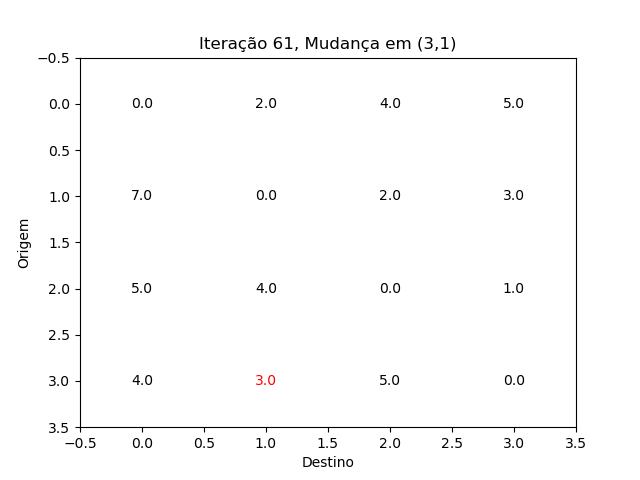 Iteração 61, Mudança em (3,1)
−0.5
0.0 0.0 2.0 4.0 5.0
0.5
1.0 7.0 0.0 2.0 3.0
1.5
2.0 5.0 4.0 0.0 1.0
2.5
3.0 4.0 3.0 5.0 0.0
3.5
Origem
−0.5 0.0 0.5 1.0 1.5 2.0 2.5 3.0 3.5
Destino